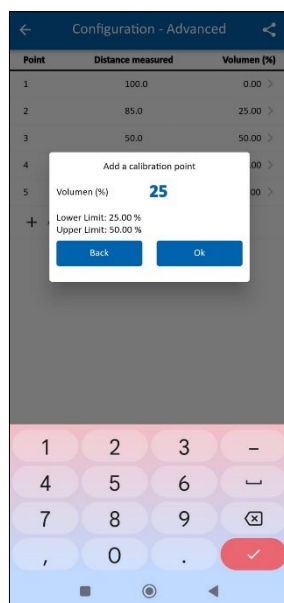 Configuration - Advanced
Point Distance measured Volumen (%)
1 100.0 0.00
2 85.0 25.00
3 50.0 50.00
4 .00
5 00
+
Add a calibration point
Volumen (%) 25
Lower Limit: 25.00 %
Upper Limit: 50.00 %
Back Ok
1 2 3 –
4 5 6
7 8 9
, 0 .